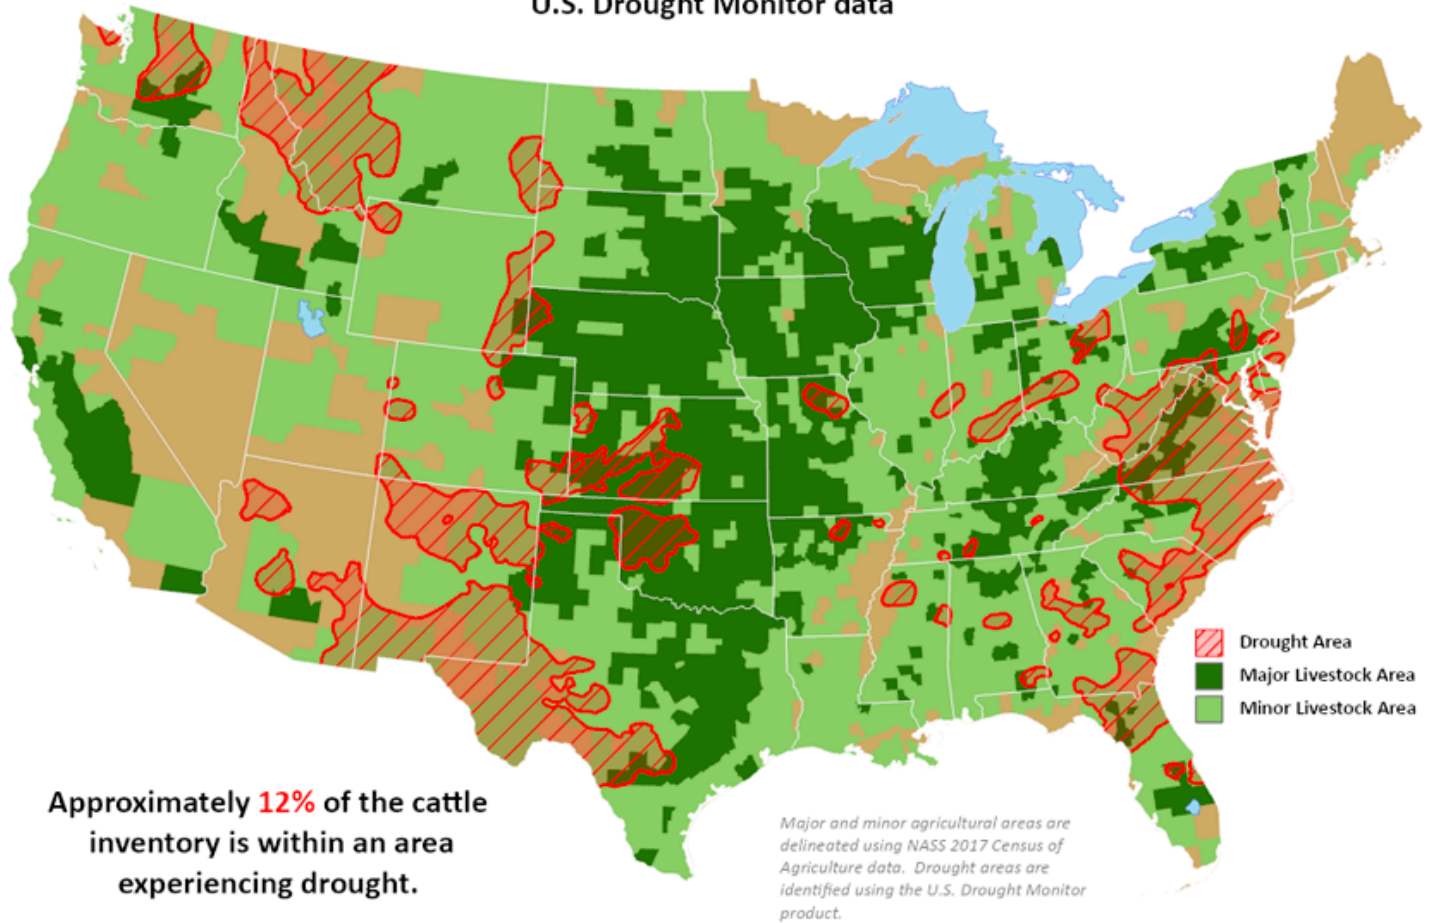 U.S. Drought Monitor data
Drought Area
Major Livestock Area
Minor Livestock Area
Approximately 12% of the cattle
inventory is within an area
experiencing drought.
Major and minor agricultural areas are
delineated using NASS 2017 Census of
Agriculture data. Drought areas are
identified using the U.S. Drought Monitor
product.